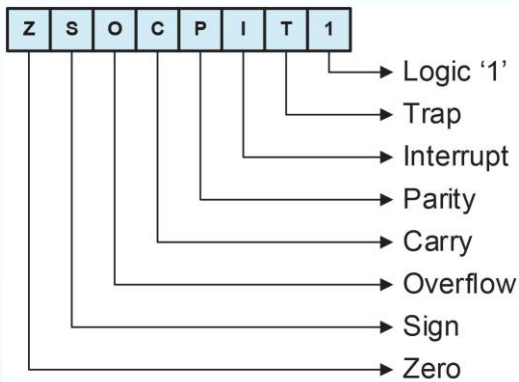 Z S O C P I T 1
Logic ‘1’
Trap
Interrupt
Parity
Carry
Overflow
Sign
Zero